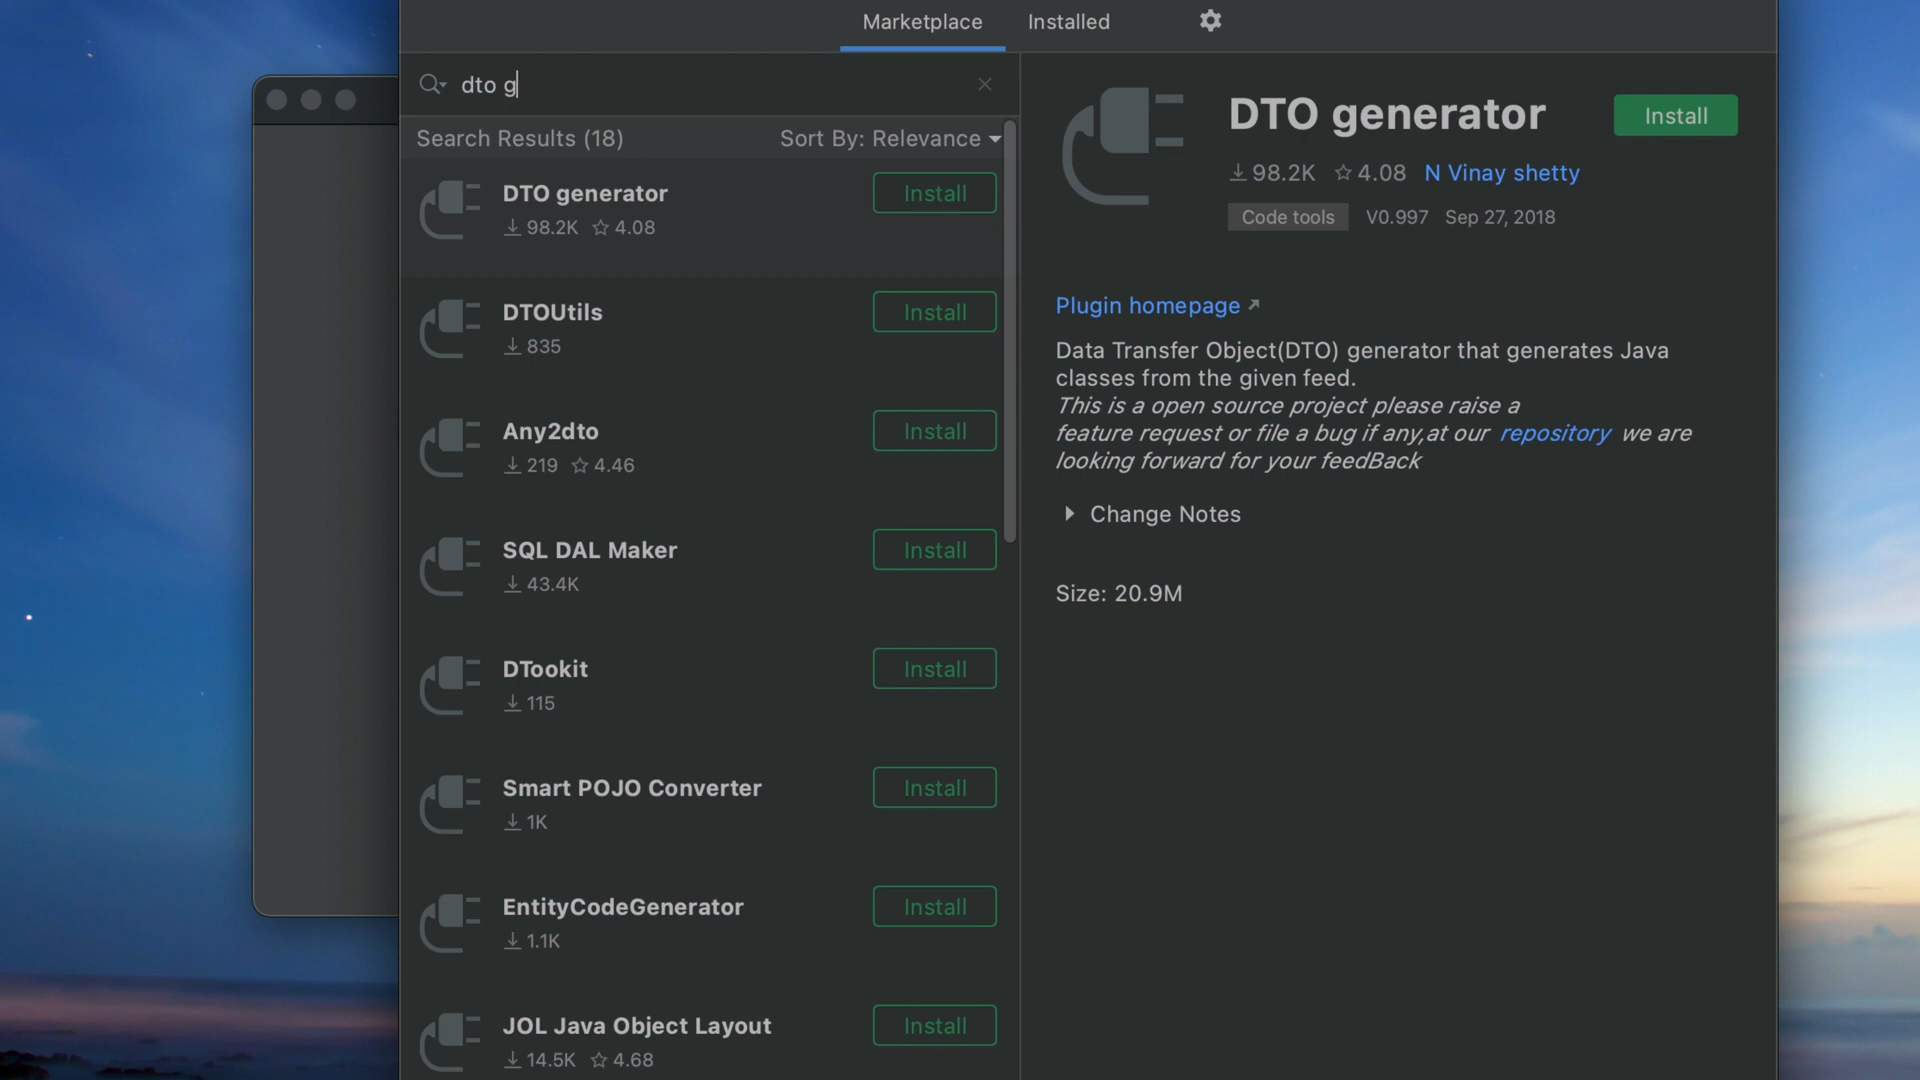 Marketplace
Installed
dto g
Search Results (18)
Sort By: Relevance
DTO generator
Install
98.2K
4.08
DTOUtils
Install
835
Any2dto
Install
219
4.46
SQL DAL Maker
Install
43.4K
DTookit
Install
115
Smart POJO Converter
Install
1K
EntityCodeGenerator
Install
1.1K
JOL Java Object Layout
Install
14.5K
4.68
DTO generator
Install
98.2K
4.08
N Vinay shetty
Code tools
V0.997
Sep 27, 2018
Plugin homepage
Data Transfer Object(DTO) generator that generates Java
classes from the given feed.
This is a open source project please raise a
feature request or file a bug if any,at our repository we are
looking forward for your feedBack
Change Notes
Size: 20.9M